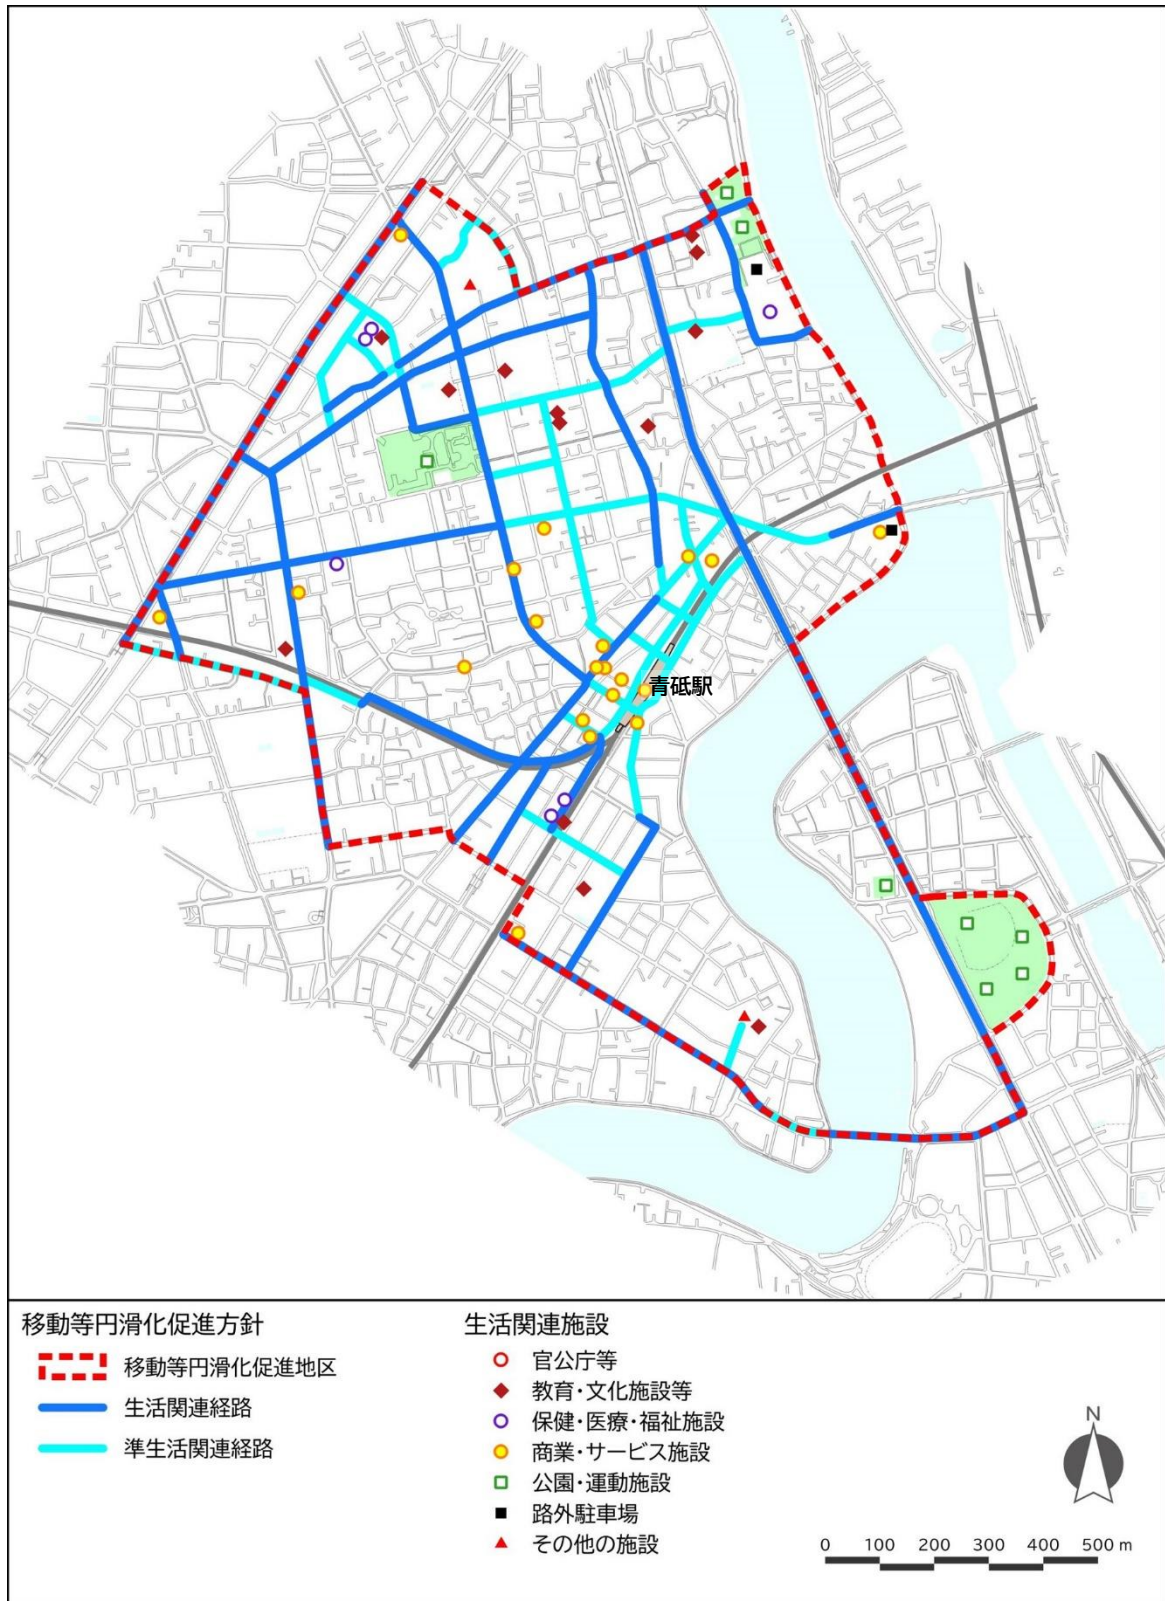 青砥駅
移動等円滑化促進方針
移動等円滑化促進地区
生活関連経路
準生活関連経路
生活関連施設
官公庁等
教育・文化施設等
保健・医療・福祉施設
商業・サービス施設
公園・運動施設
路外駐車場
その他の施設
N
0 100 200 300 400 500 m